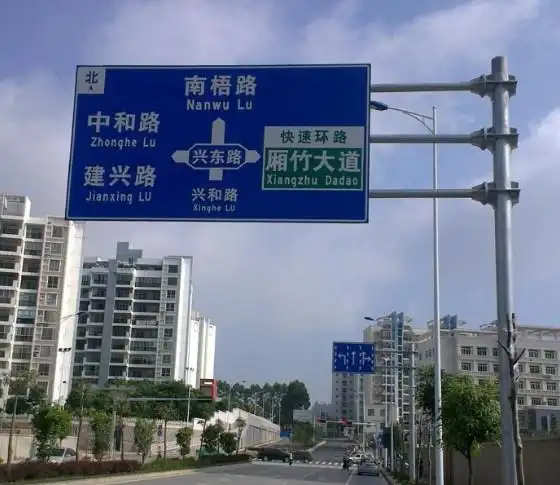 北
南梧路
Nanwu Lu
中和路
Zhonghe Lu
兴东路
快速环路
厢竹大道
Xiangzhu Dadao
建兴路
Jianxing LU
兴和路
Xinghe LU